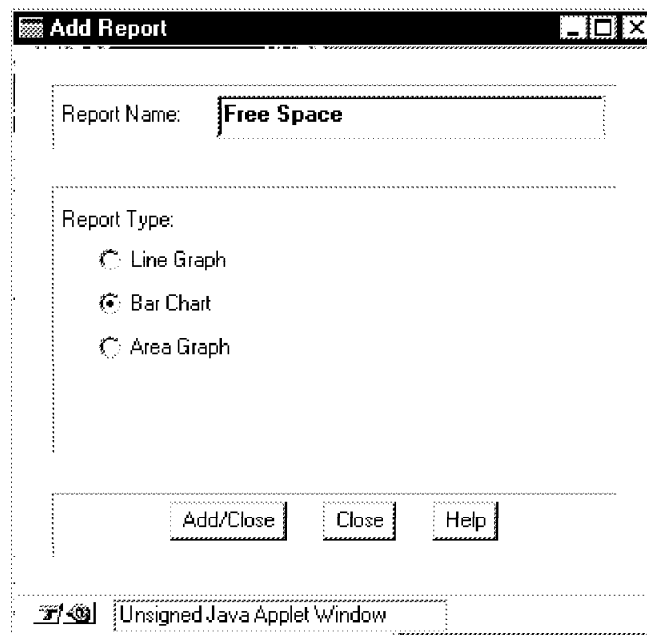 Add Report
Report Name: Free Space
Report Type:
Line Graph
Bar Chart
Area Graph
Add/Close Close Help
Unsigned Java Applet Window